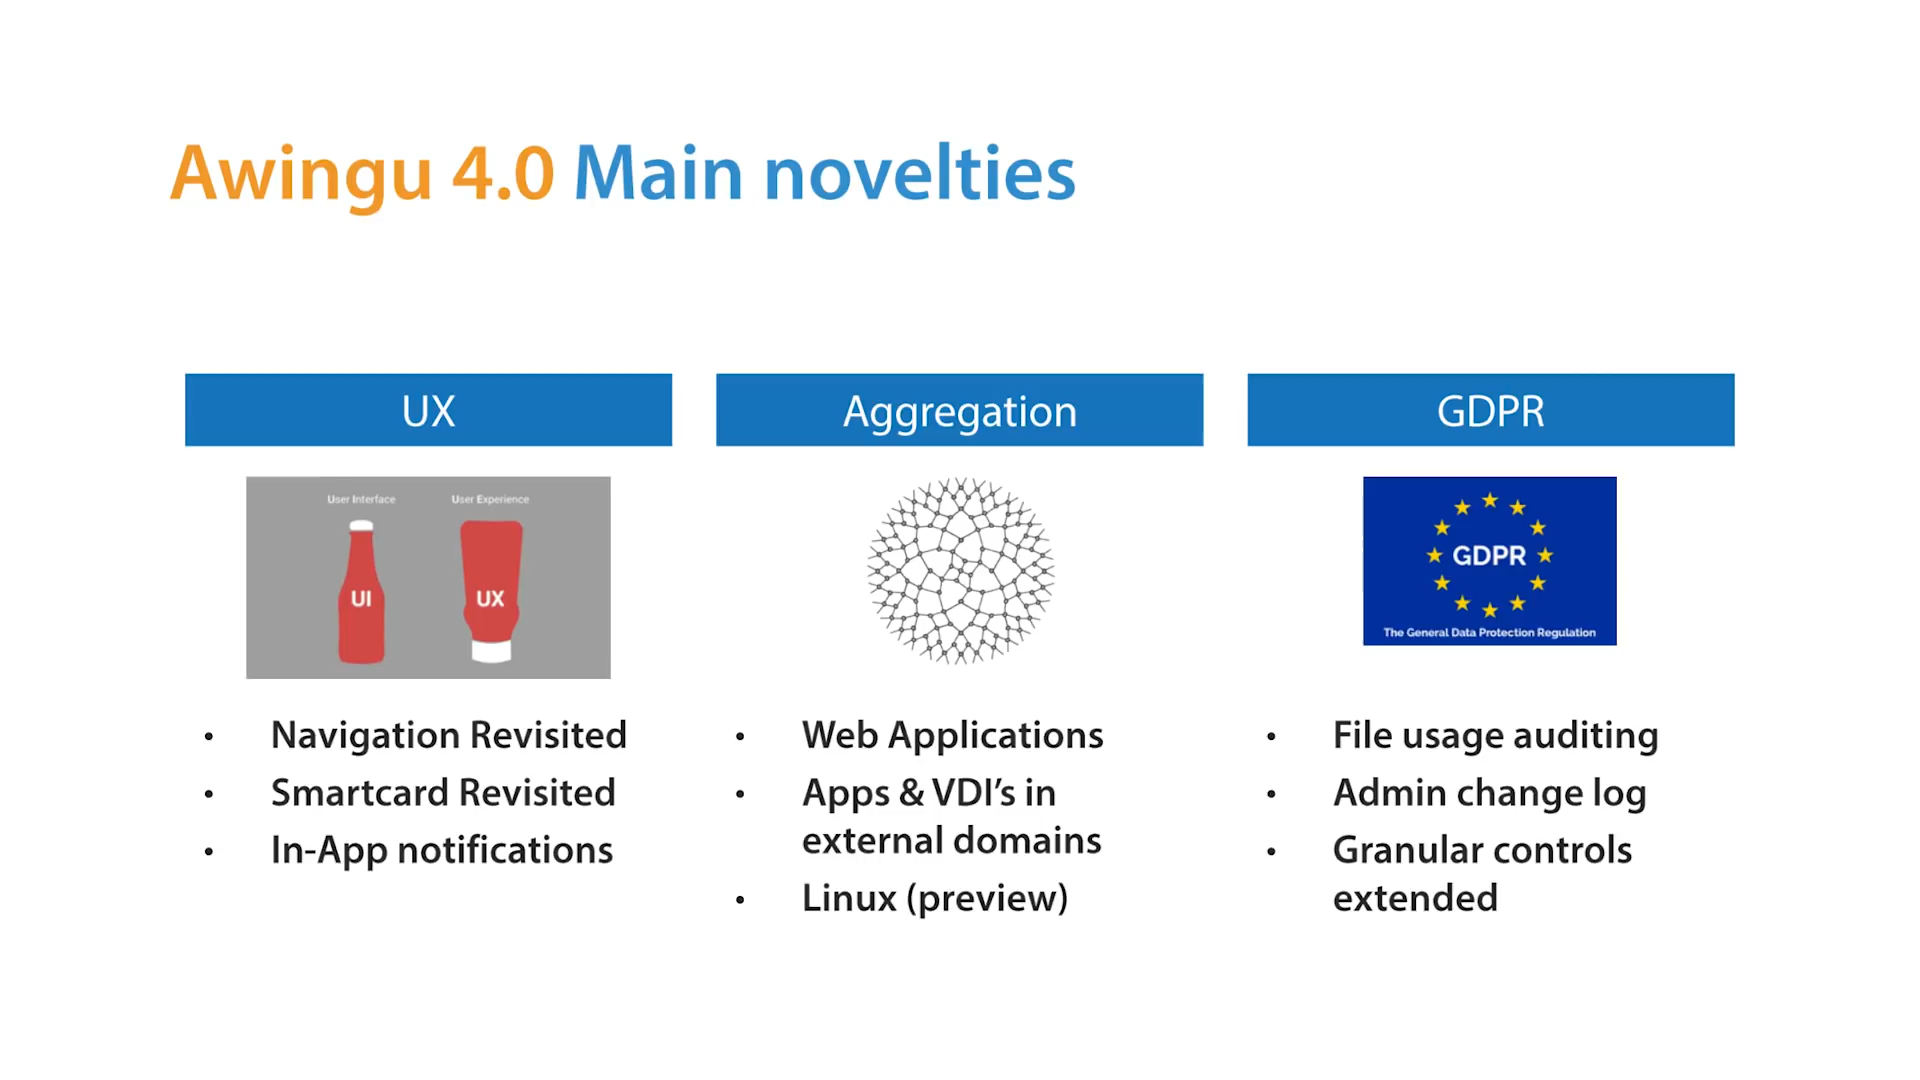 Awingu 4.0 Main novelties
UX
User Interface
User Experience
UI
UX
• Navigation Revisited
• Smartcard Revisited
• In-App notifications
Aggregation
• Web Applications
• Apps & VDI’s in
external domains
• Linux (preview)
GDPR
GDPR
The General Data Protection Regulation
• File usage auditing
• Admin change log
• Granular controls
extended